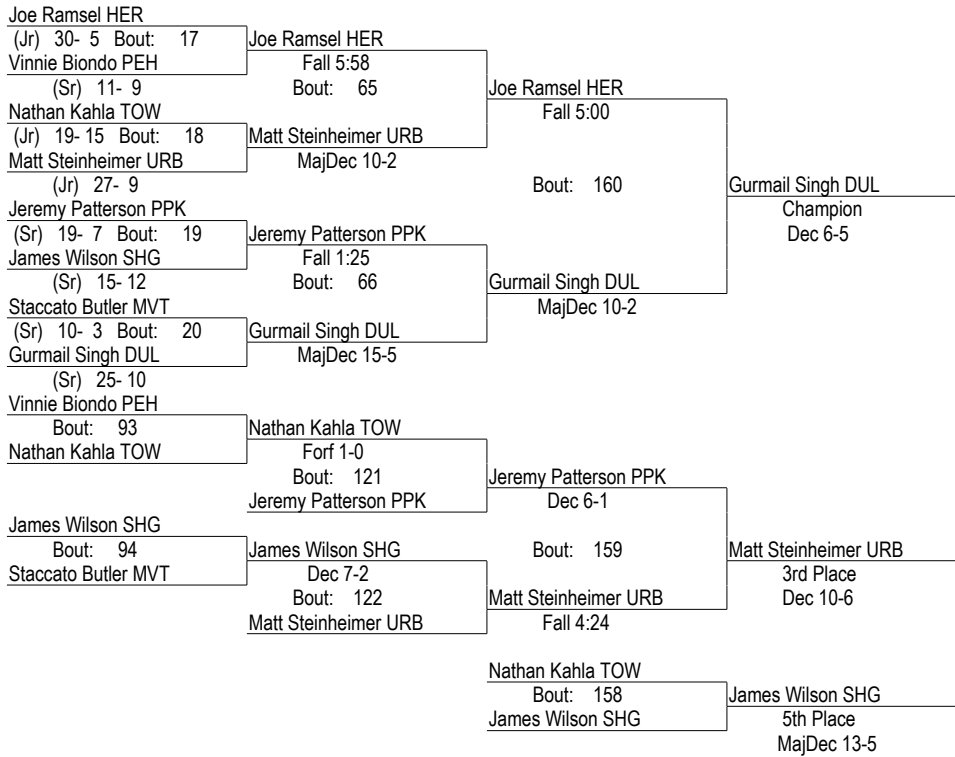 Joe Ramsel HER
(Jr) 30- 5 Bout: 17 Joe Ramsel HER
Vinnie Biondo PEH Fall 5:58
(Sr) 11- 9 Bout: 65 Joe Ramsel HER
Nathan Kahla TOW Fall 5:00
(Jr) 19- 15 Bout: 18 Matt Steinheimer URB
Matt Steinheimer URB MajDec 10-2
(Jr) 27- 9 Bout: 160 Gurmail Singh DUL
Jeremy Patterson PPK Champion
(Sr) 19- 7 Bout: 19 Jeremy Patterson PPK Dec 6-5
James Wilson SHG Fall 1:25
(Sr) 15- 12 Bout: 66 Gurmail Singh DUL
Staccato Butler MVT MajDec 10-2
(Sr) 10- 3 Bout: 20 Gurmail Singh DUL
Gurmail Singh DUL MajDec 15-5
(Sr) 25- 10
Vinnie Biondo PEH
Bout: 93 Nathan Kahla TOW
Nathan Kahla TOW Forf 1-0
Bout: 121 Jeremy Patterson PPK
Jeremy Patterson PPK Dec 6-1
James Wilson SHG
Bout: 94 James Wilson SHG Bout: 159 Matt Steinheimer URB
Staccato Butler MVT Dec 7-2 3rd Place
Bout: 122 Matt Steinheimer URB Dec 10-6
Matt Steinheimer URB Fall 4:24
Nathan Kahla TOW
Bout: 158 James Wilson SHG
James Wilson SHG 5th Place
MajDec 13-5